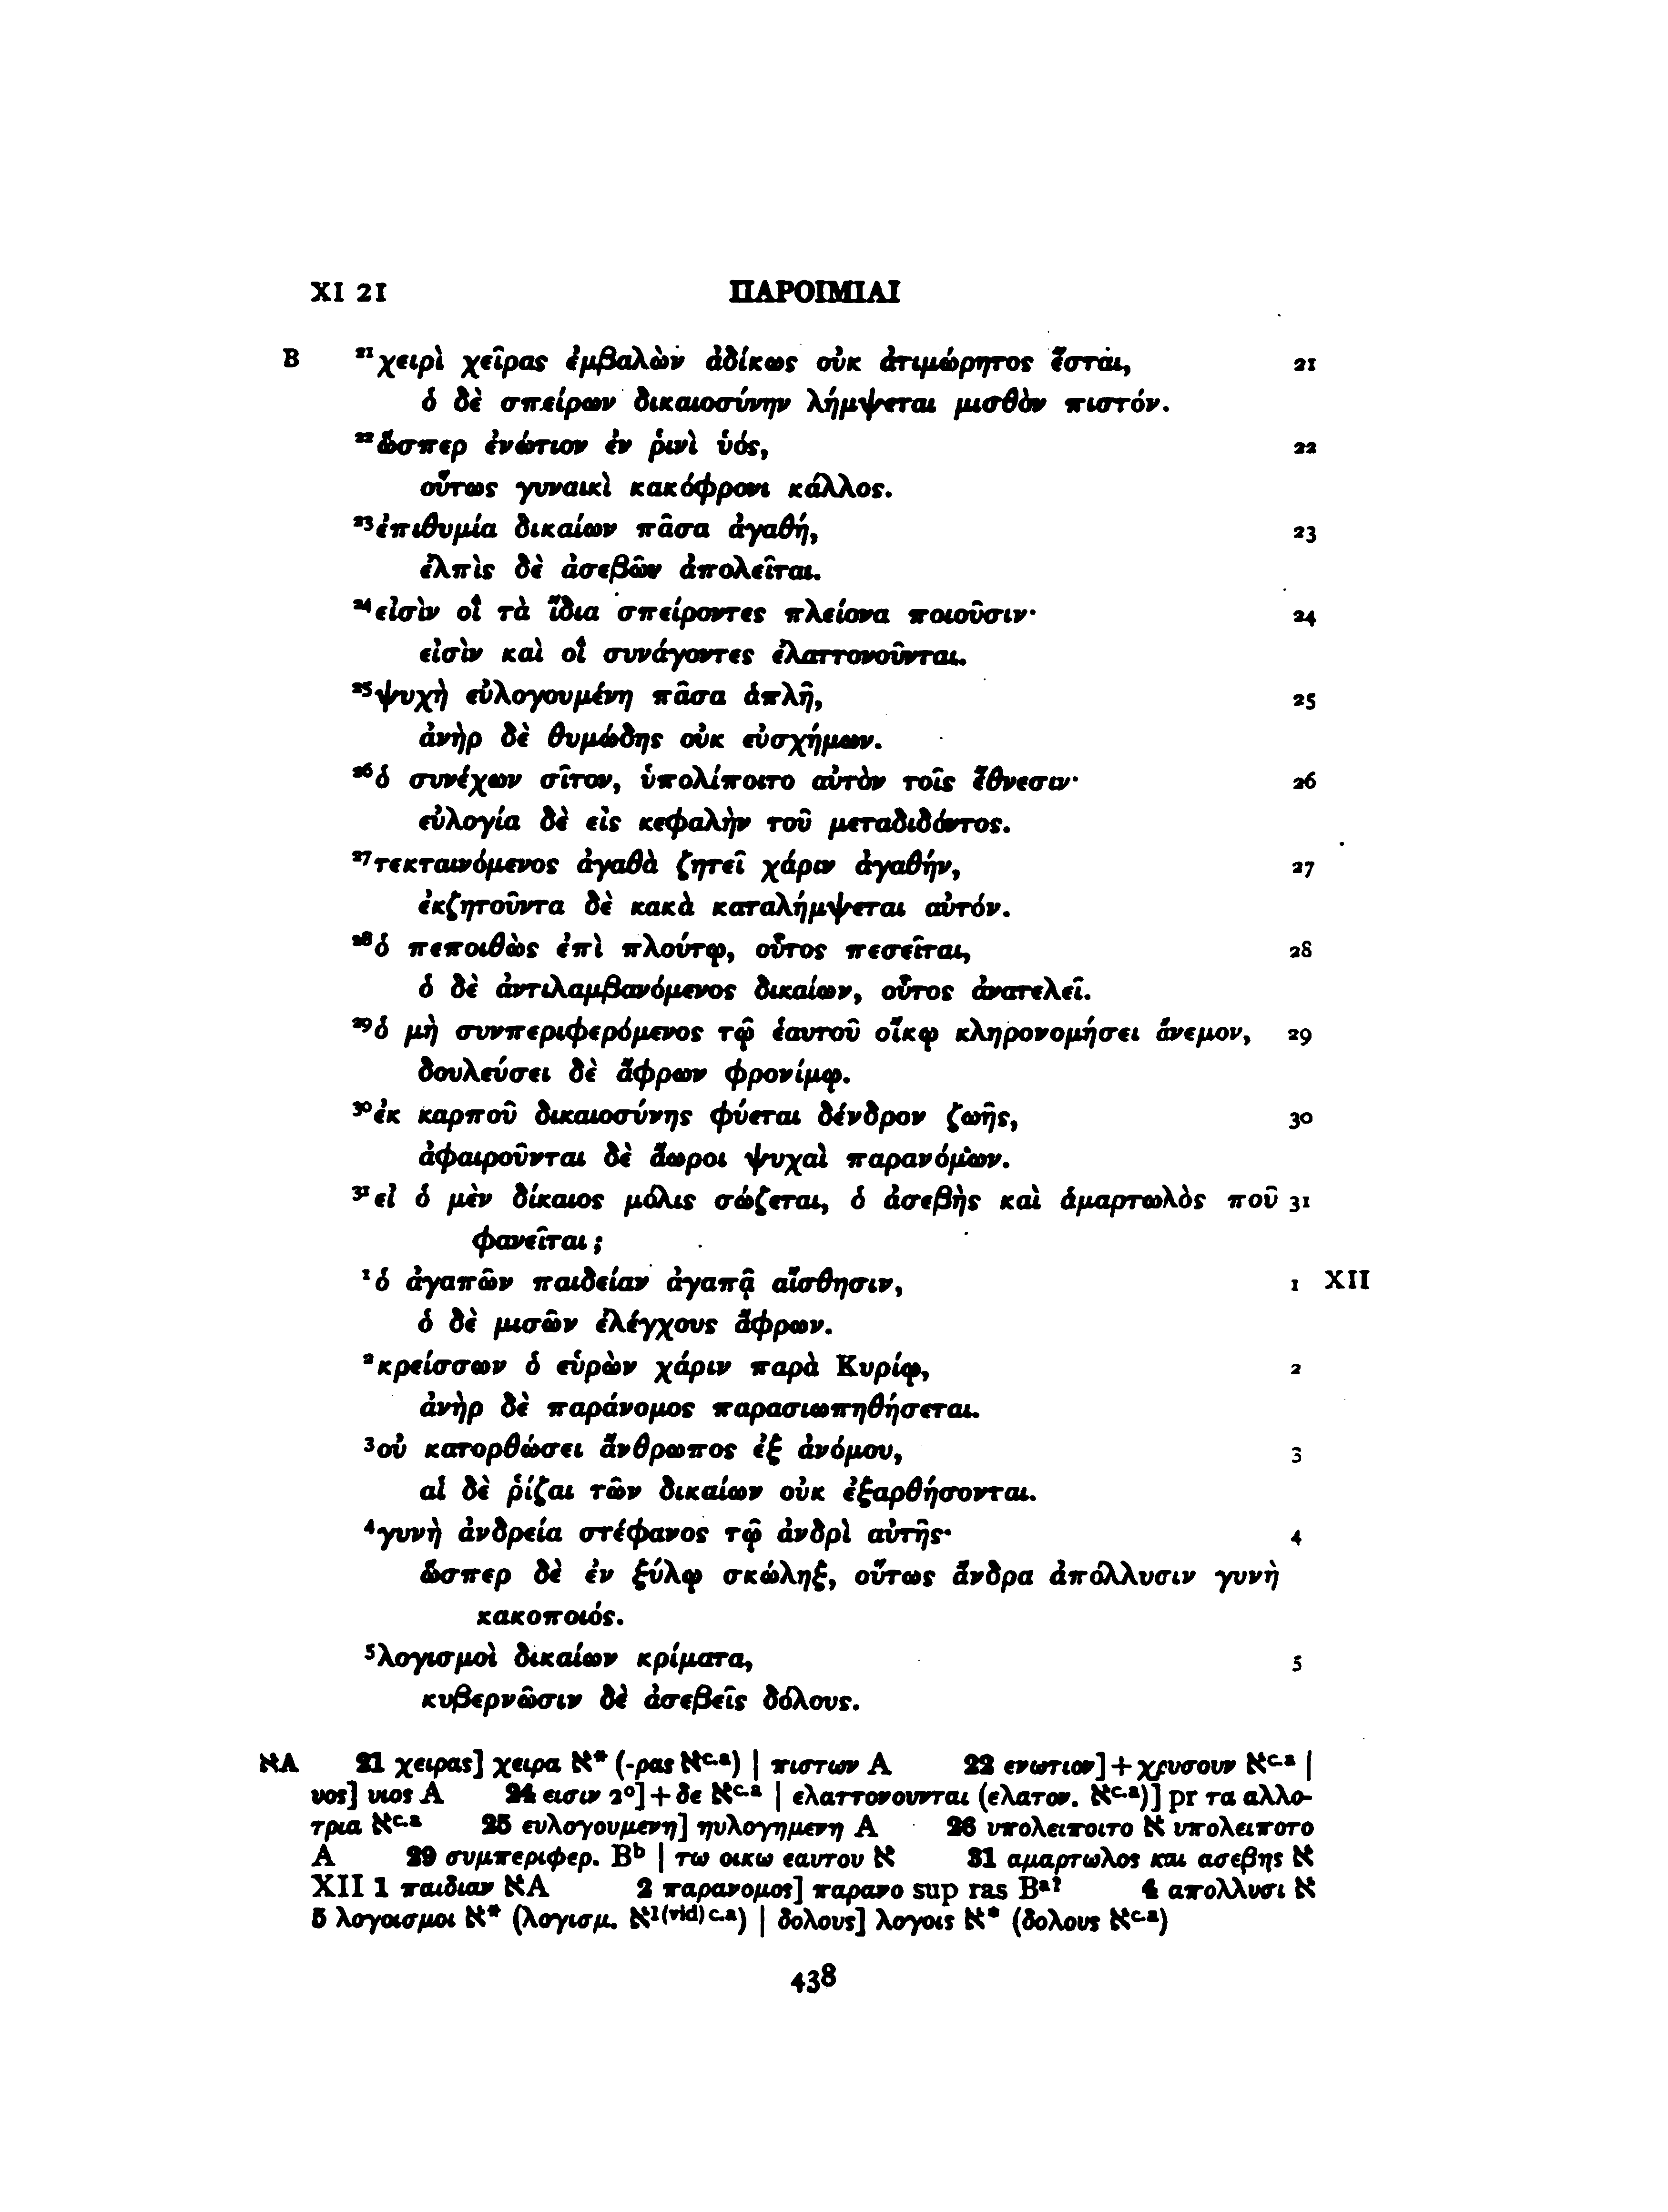 XI 21 ΠΑΡΟΙΜΙΑΙ
B ²¹χειρὶ χεῖρας ἐμβαλὼν ἀδίκως οὐκ ἀτιμώρητος ἔσται, 21
ὁ δὲ σπείρων δικαιοσύνην λήμψεται μισθὸν πιστόν.
²²ὥσπερ ἐνώτιον ἐν ῥινὶ ὑός, 22
οὕτως γυναικὶ κακόφρονι κάλλος.
²³ἐπιθυμία δικαίων πᾶσα ἀγαθή, 23
ἐλπὶς δὲ ἀσεβῶν ἀπολεῖται.
²⁴εἰσὶν οἳ τὰ ἴδια σπείροντες πλείονα ποιοῦσιν· 24
εἰσὶν καὶ οἳ συνάγοντες ἐλαττονοῦνται.
²⁵ψυχὴ εὐλογουμένη πᾶσα ἁπλῆ, 25
ἀνὴρ δὲ θυμώδης οὐκ εὐσχήμων.
²⁶ὁ συνέχων σῖτον, ὑπολίποιτο αὐτὸν τοῖς ἔθνεσιν· 26
εὐλογία δὲ εἰς κεφαλὴν τοῦ μεταδιδόντος.
²⁷τεκταινόμενος ἀγαθὰ ζητεῖ χάριν ἀγαθήν, 27
ἐκζητοῦντα δὲ κακὰ καταλήμψεται αὐτόν.
²⁸ὁ πεποιθὼς ἐπὶ πλούτῳ, οὗτος πεσεῖται, 28
ὁ δὲ ἀντιλαμβανόμενος δικαίων, οὗτος ἀνατελεῖ.
²⁹ὁ μὴ συνπεριφερόμενος τῷ ἑαυτοῦ οἴκῳ κληρονομήσει ἄνεμον, 29
δουλεύσει δὲ ἄφρων φρονίμῳ.
³⁰ἐκ καρποῦ δικαιοσύνης φύεται δένδρον ζωῆς, 30
ἀφαιροῦνται δὲ ἄωροι ψυχαὶ παρανόμων.
³¹εἰ ὁ μὲν δίκαιος μόλις σώζεται, ὁ ἀσεβὴς καὶ ἁμαρτωλὸς ποῦ 31
φανεῖται;
¹ὁ ἀγαπῶν παιδείαν ἀγαπᾷ αἴσθησιν, 1 XII
ὁ δὲ μισῶν ἐλέγχους ἄφρων.
²κρείσσων ὁ εὑρὼν χάριν παρὰ Κυρίῳ, 2
ἀνὴρ δὲ παράνομος παρασιωπηθήσεται.
³οὐ κατορθώσει ἄνθρωπος ἐξ ἀνόμου, 3
αἱ δὲ ῥίζαι τῶν δικαίων οὐκ ἐξαρθήσονται.
⁴γυνὴ ἀνδρεία στέφανος τῷ ἀνδρὶ αὐτῆς· 4
ὥσπερ δὲ ἐν ξύλῳ σκώληξ, οὕτως ἄνδρα ἀπόλλυσιν γυνὴ
κακοποιός.
⁵λογισμοὶ δικαίων κρίματα, 5
κυβερνῶσιν δὲ ἀσεβεῖς δόλους.
אA 21 χειρας] χειρα א* (-ρας אᶜ·ᵃ) | πιστων A 22 ενωτιον]+χρυσουν אᶜ·ᵃ |
υος] υιος A 24 εισιν 2⁰]+δε אᶜ·ᵃ | ελαττονουνται (ελατον. אᶜ·ᵃ)] pr τα αλλο-
τρια אᶜ·ᵃ 25 ευλογουμενη] ηυλογημενη A 26 υπολειποιτο א υπολειποτο
A 29 συμπεριφερ. Bᵇ | τω οικω εαυτου א 31 αμαρτωλος και ασεβης א
XII 1 παιδιαν אA 2 παρανομος] παρανο sup ras Bᵃ? 4 απολλυσι א
5 λογοισμοι א* (λογισμ. א¹⁽ᵛⁱᵈ⁾ ᶜ·ᵃ) | δολους] λογοις א* (δολους אᶜ·ᵃ)
438